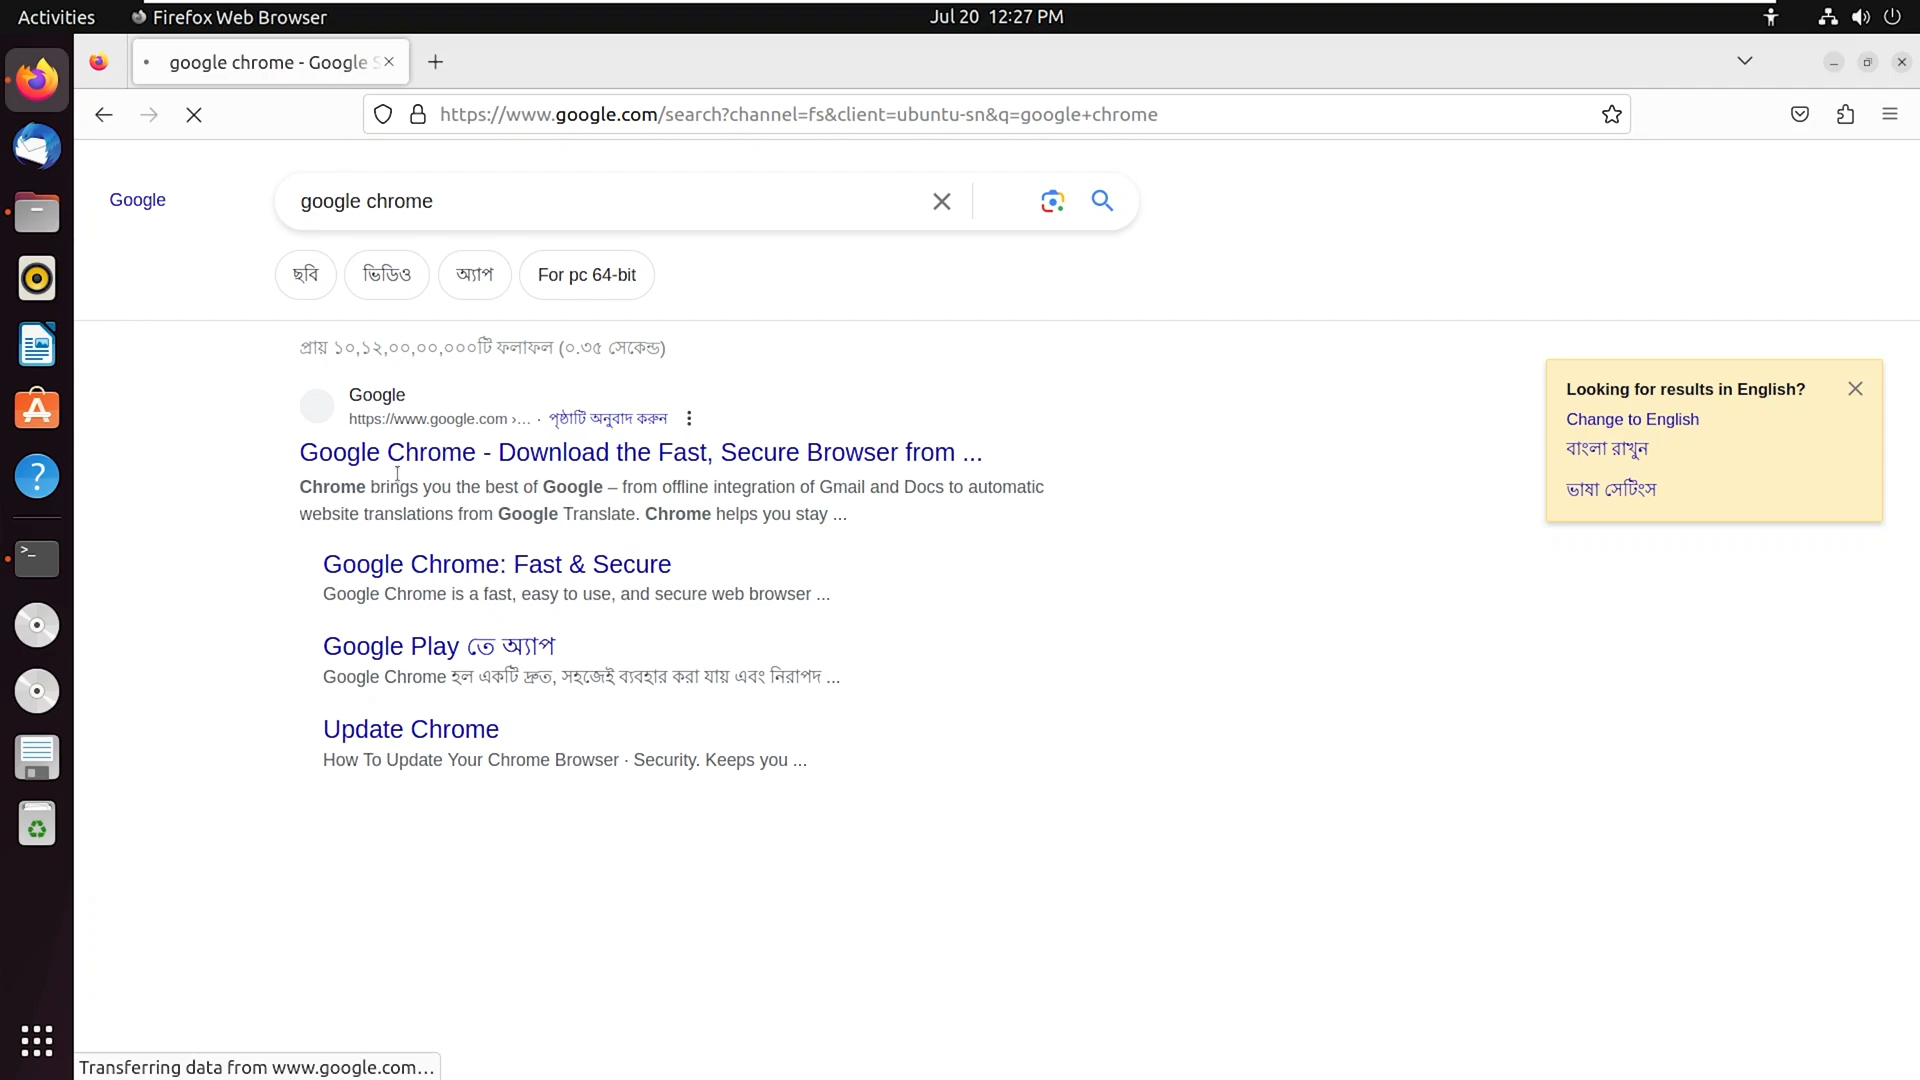 Activities
Firefox Web Browser
Jul 20 12:27 PM
google chrome - Google S
https://www.google.com/search?channel=fs&client=ubuntu-sn&q=google+chrome
Google
google chrome
ছবি
ভিডিও
অ্যাপ
For pc 64-bit
প্রায় ১০,১২,০০,০০,০০০টি ফলাফল (০.৩৫ সেকেন্ড)
Google
https://www.google.com ›... · পৃষ্ঠাটি অনুবাদ করুন
Google Chrome - Download the Fast, Secure Browser from ...
Chrome brings you the best of Google – from offline integration of Gmail and Docs to automatic
website translations from Google Translate. Chrome helps you stay ...
Google Chrome: Fast & Secure
Google Chrome is a fast, easy to use, and secure web browser ...
Google Play তে অ্যাপ
Google Chrome হল একটি দ্রুত, সহজেই ব্যবহার করা যায় এবং নিরাপদ ...
Update Chrome
How To Update Your Chrome Browser · Security. Keeps you ...
Looking for results in English?
Change to English
বাংলা রাখুন
ভাষা সেটিংস
Transferring data from www.google.com...